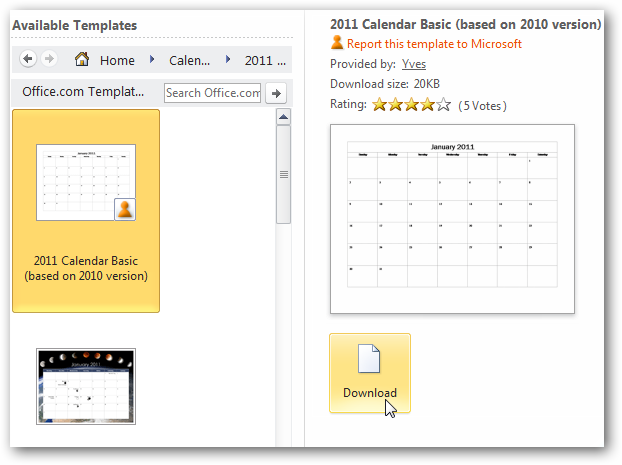 Available Templates
Home Calen... 2011 ...
Office.com Templat... Search Office.com
2011 Calendar Basic
(based on 2010 version)
January 2011
2011 Calendar Basic (based on 2010 version)
Report this template to Microsoft
Provided by: Yves
Download size: 20KB
Rating: (5 Votes)
January 2011
Sunday Monday Tuesday Wednesday Thursday Friday Saturday
Download